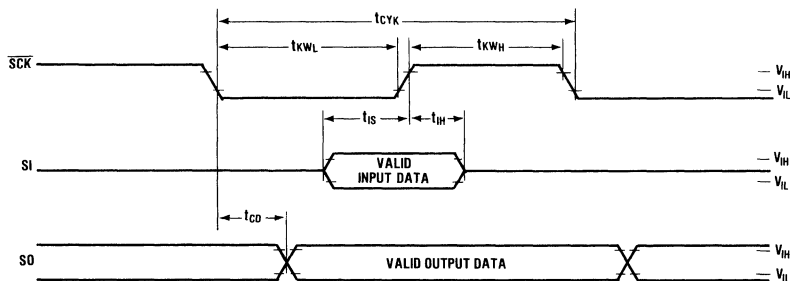 tCYK
tKWL
tKWH
SCK
VIH
VIL
tIS
tIH
SI
VALID
INPUT DATA
VIH
VIL
tCD
SO
VALID OUTPUT DATA
VIH
VIL